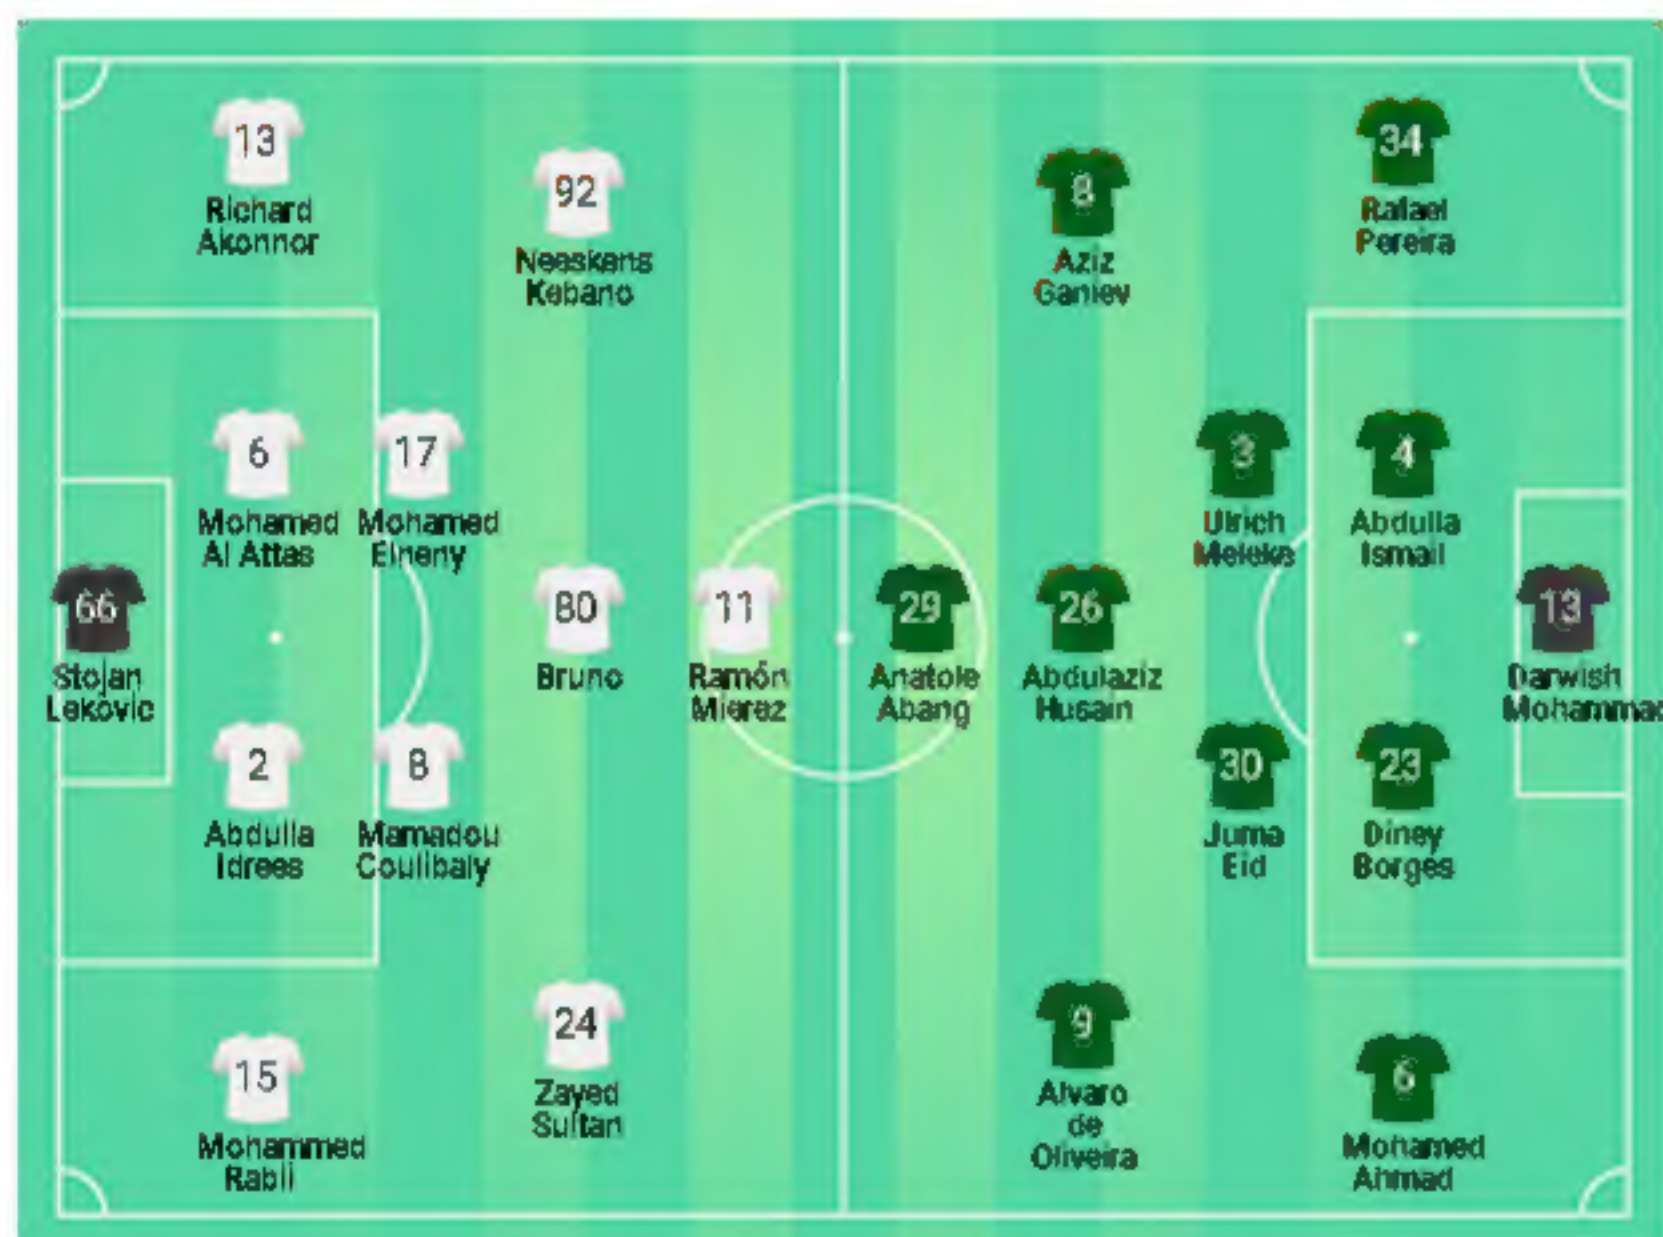 13
Richard
Akonnor
92
Neeskens
Kebano
8
Aziz
Ganiev
34
Rafael
Pereira
6
Mohamed
Al Attas
17
Mohamed
Elneny
3
Ulrich
Meleke
4
Abdulla
Ismail
66
Stojan
Lekovic
80
Bruno
11
Ramón
Mierez
29
Anatole
Abang
26
Abdulaziz
Husain
13
Darwish
Mohammad
2
Abdulla
Idrees
8
Mamadou
Coulibaly
30
Juma
Eid
23
Diney
Borges
15
Mohammed
Rabii
24
Zayed
Sultan
9
Alvaro
de
Oliveira
6
Mohamed
Ahmad